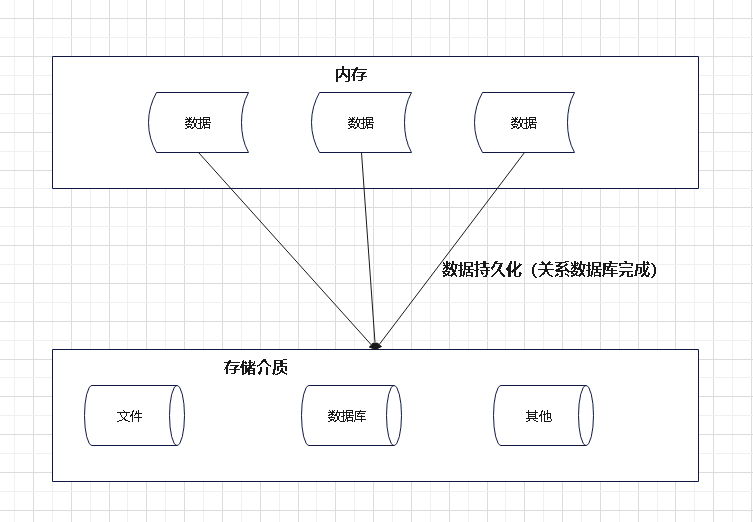 内存
数据
数据
数据
数据持久化（关系数据库完成）
存储介质
文件
数据库
其他